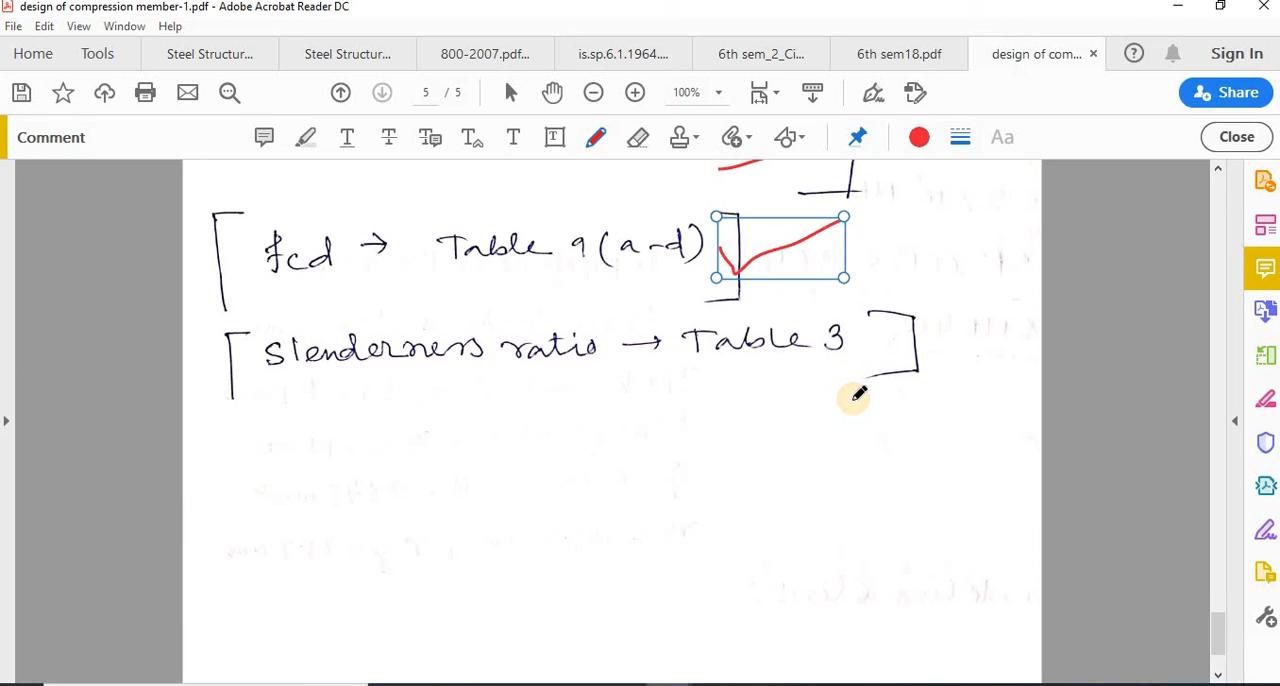 design of compression member-1.pdf - Adobe Acrobat Reader DC
File Edit View Window Help
Home Tools Steel Structur... Steel Structur... 800-2007.pdf... is.sp.6.1.1964.... 6th sem_2_Ci... 6th sem18.pdf design of com... × Sign In
5 / 5 100% Share
Comment Close
fcd → Table 9 (a-d)
Slenderness ratio → Table 3